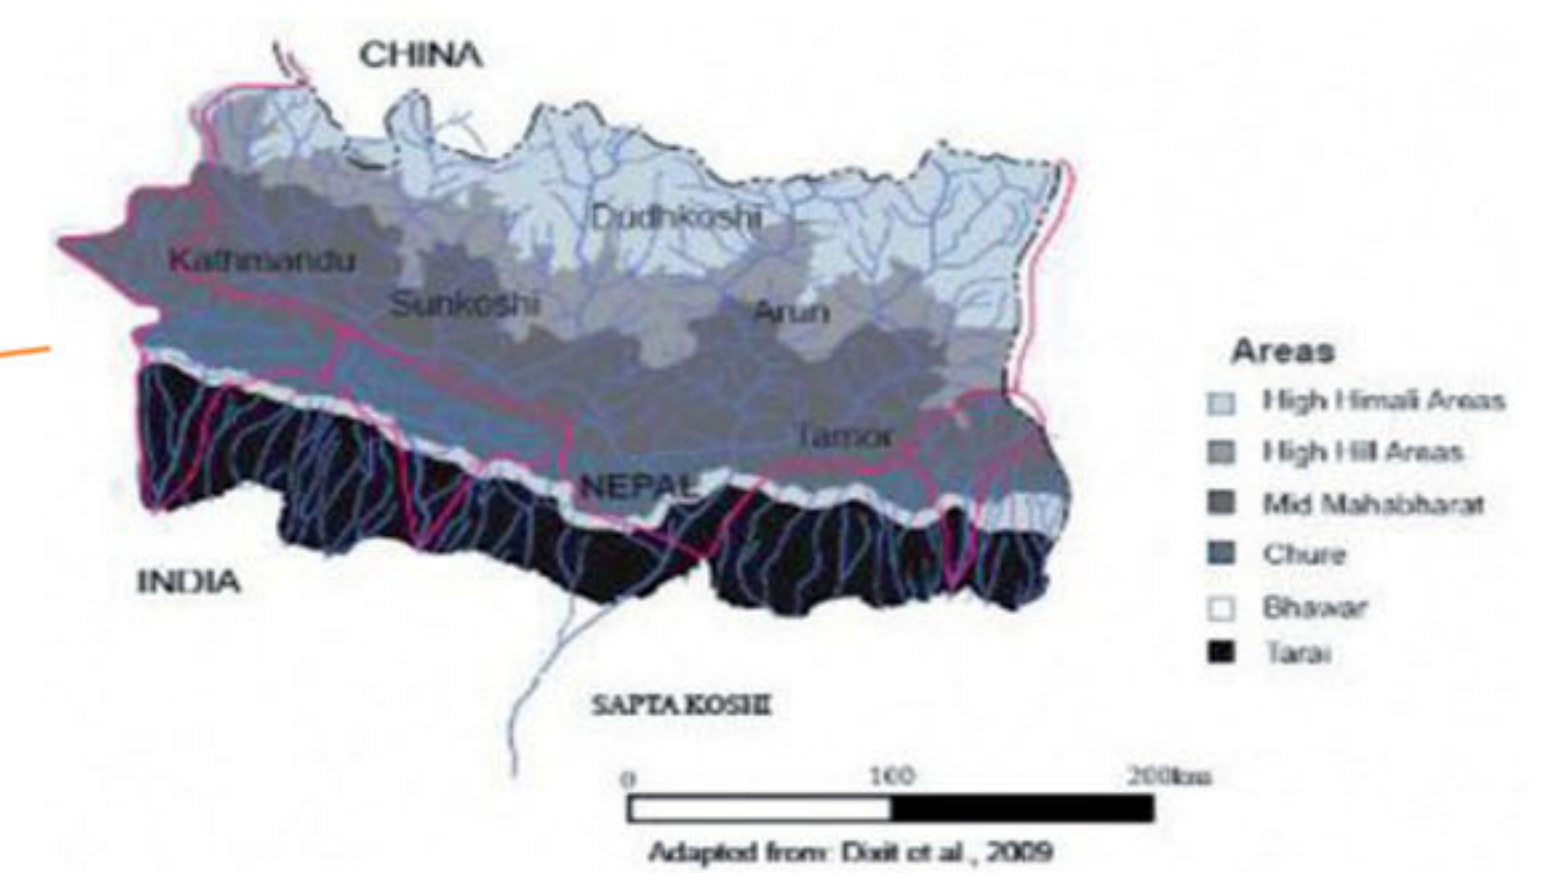 CHINA
Dudhkoshi
Kathmandu
Sunkoshi
Arun
Tamor
NEPAL
INDIA
SAPTA KOSHI
Areas
High Himali Areas
High Hill Areas
Mid Mahabharat
Chure
Bhawar
Tarai
0 100 200km
Adapted from: Dixit et al., 2009